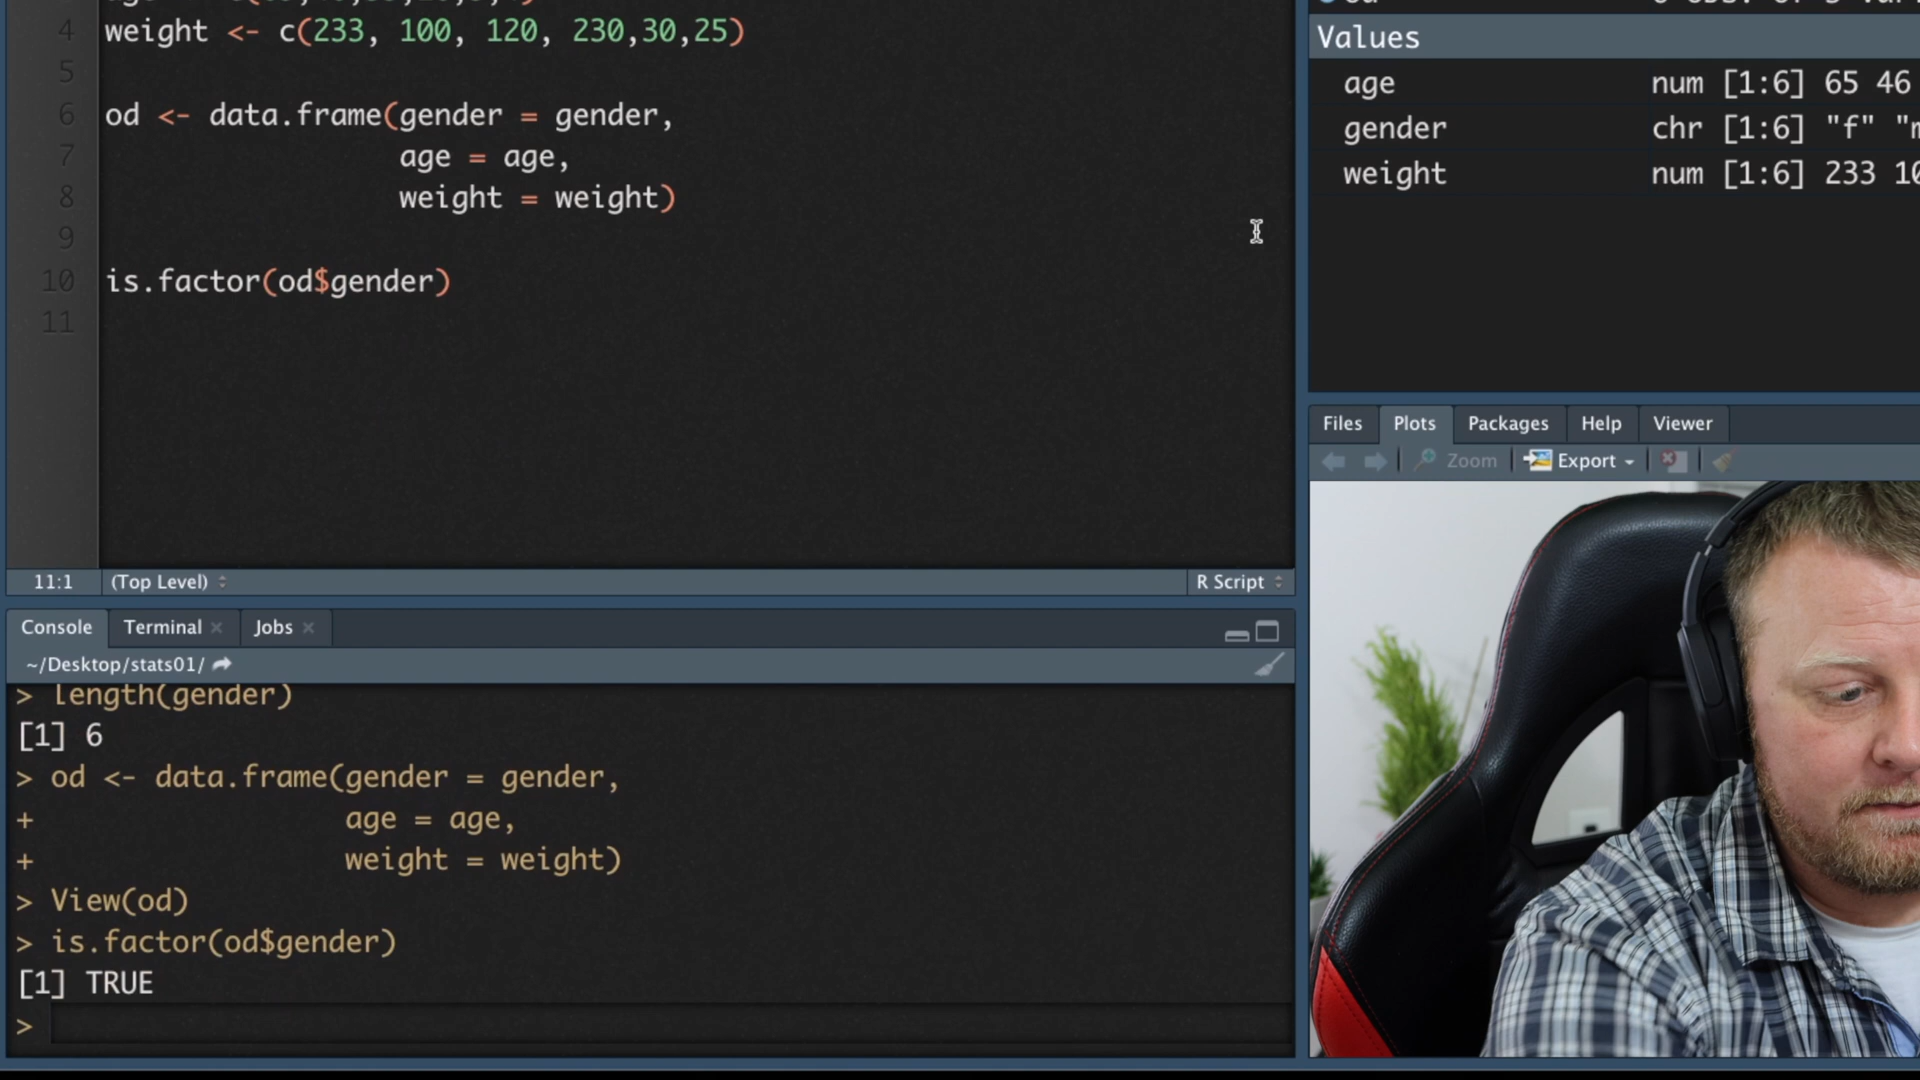 4 weight <- c(233, 100, 120, 230,30,25)
5
6 od <- data.frame(gender = gender,
7 age = age,
8 weight = weight)
9
10 is.factor(od$gender)
11
11:1 (Top Level) R Script
Console Terminal Jobs
~/Desktop/stats01/
> length(gender)
[1] 6
> od <- data.frame(gender = gender,
+ age = age,
+ weight = weight)
> View(od)
> is.factor(od$gender)
[1] TRUE
>
Values
age num [1:6] 65 46
gender chr [1:6] "f" "m
weight num [1:6] 233 10
Files Plots Packages Help Viewer
Zoom Export